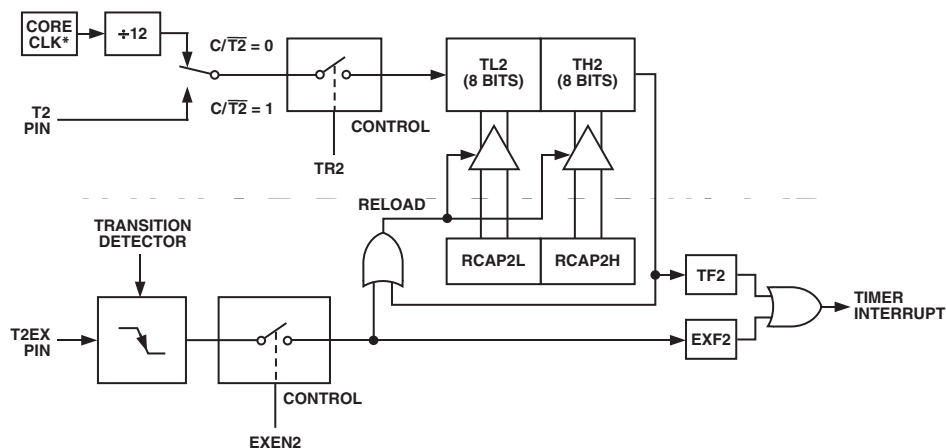 CORE
CLK*
÷12
C/T2 = 0
C/T2 = 1
T2
PIN
CONTROL
TR2
TL2
(8 BITS)
TH2
(8 BITS)
RELOAD
TRANSITION
DETECTOR
RCAP2L
RCAP2H
TF2
TIMER
INTERRUPT
T2EX
PIN
EXF2
CONTROL
EXEN2